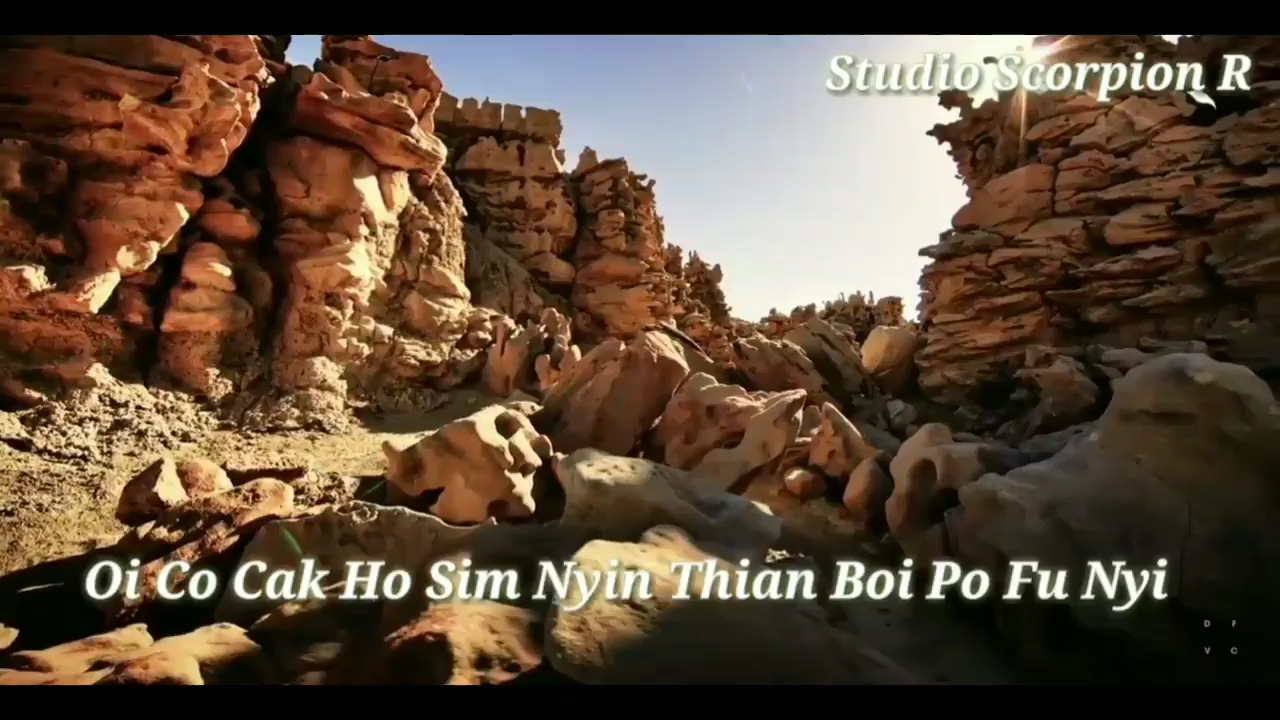 Studio Scorpion R
Oi Co Cak Ho Sim Nyin Thian Boi Po Fu Nyi
D F
V C